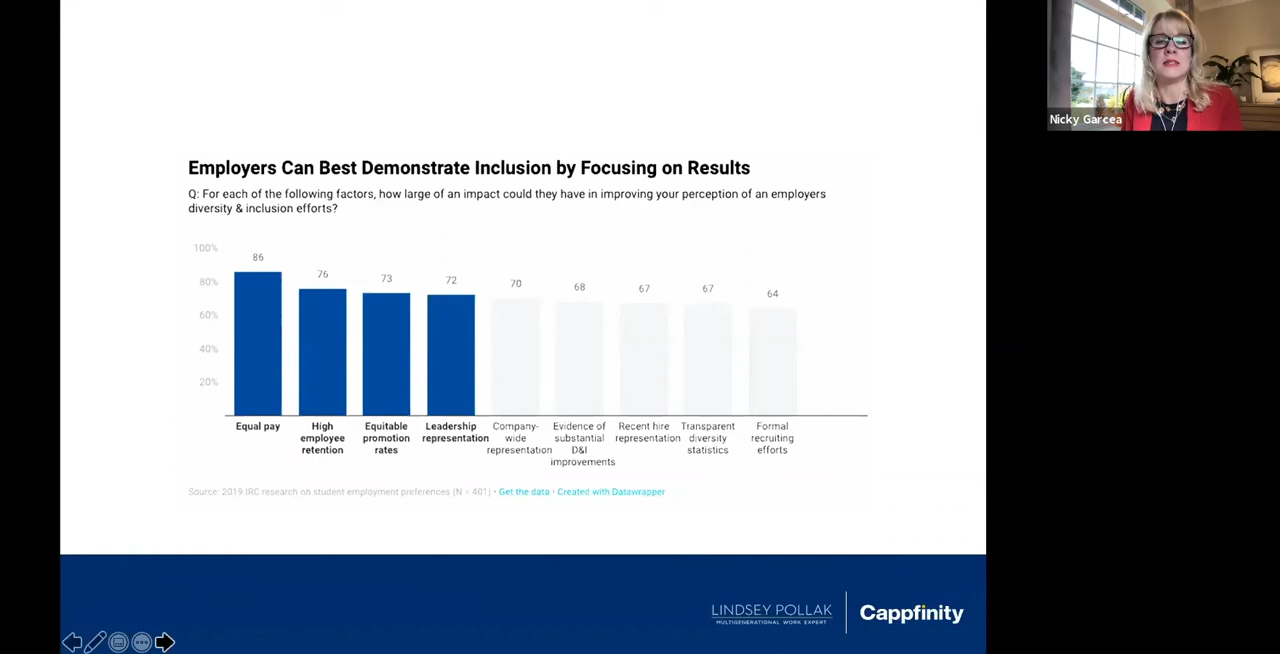 Nicky Garcea
Employers Can Best Demonstrate Inclusion by Focusing on Results
Q: For each of the following factors, how large of an impact could they have in improving your perception of an employers
diversity & inclusion efforts?
100%
80%
60%
40%
20%
86
76
73
72
70
68
67
67
64
Equal pay
High
employee
retention
Equitable
promotion
rates
Leadership
representation
Company-
wide
representation
Evidence of
substantial
D&I
improvements
Recent hire
representation
Transparent
diversity
statistics
Formal
recruiting
efforts
Source: 2019 IRC research on student employment preferences (N = 401) • Get the data • Created with Datawrapper
LINDSEY POLLAK
MULTIGENERATIONAL WORK EXPERT
Cappfinity